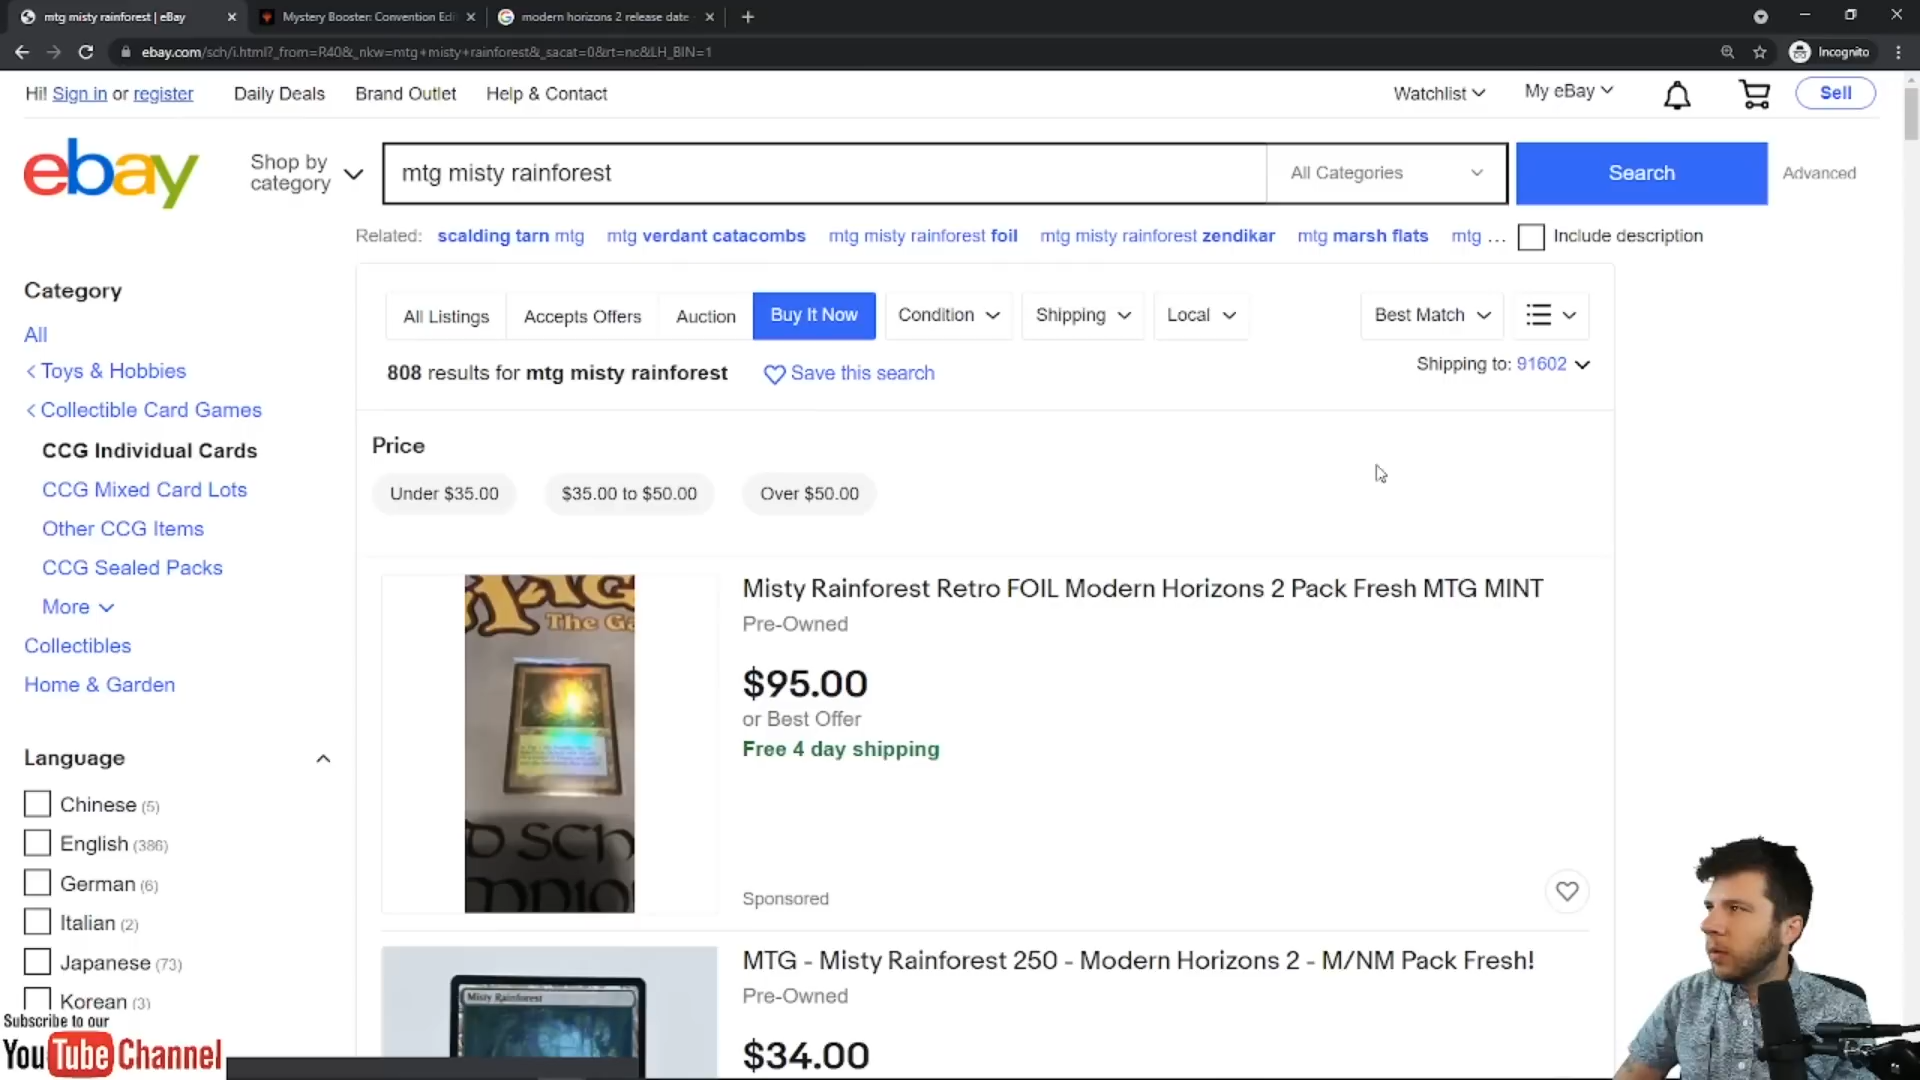 mtg misty rainforest | eBay
Mystery Booster: Convention Edi
modern horizons 2 release date
ebay.com/sch/i.html?_from=R40&_nkw=mtg+misty+rainforest&_sacat=0&rt=nc&LH_BIN=1
Incognito
Hi! Sign in or register
Daily Deals
Brand Outlet
Help & Contact
Watchlist
My eBay
Sell
ebay
Shop by category
mtg misty rainforest
All Categories
Search
Advanced
Related: scalding tarn mtg
mtg verdant catacombs
mtg misty rainforest foil
mtg misty rainforest zendikar
mtg marsh flats
mtg ...
Include description
Category
All
< Toys & Hobbies
< Collectible Card Games
CCG Individual Cards
CCG Mixed Card Lots
Other CCG Items
CCG Sealed Packs
More
Collectibles
Home & Garden
Language
Chinese (5)
English (386)
German (6)
Italian (2)
Japanese (73)
Korean (3)
All Listings
Accepts Offers
Auction
Buy It Now
Condition
Shipping
Local
Best Match
808 results for mtg misty rainforest
Save this search
Shipping to: 91602
Price
Under $35.00
$35.00 to $50.00
Over $50.00
The Ga
Misty Rainforest Retro FOIL Modern Horizons 2 Pack Fresh MTG MINT
Pre-Owned
$95.00
or Best Offer
Free 4 day shipping
Sponsored
Misty Rainforest
MTG - Misty Rainforest 250 - Modern Horizons 2 - M/NM Pack Fresh!
Pre-Owned
$34.00
Subscribe to our
YouTube Channel